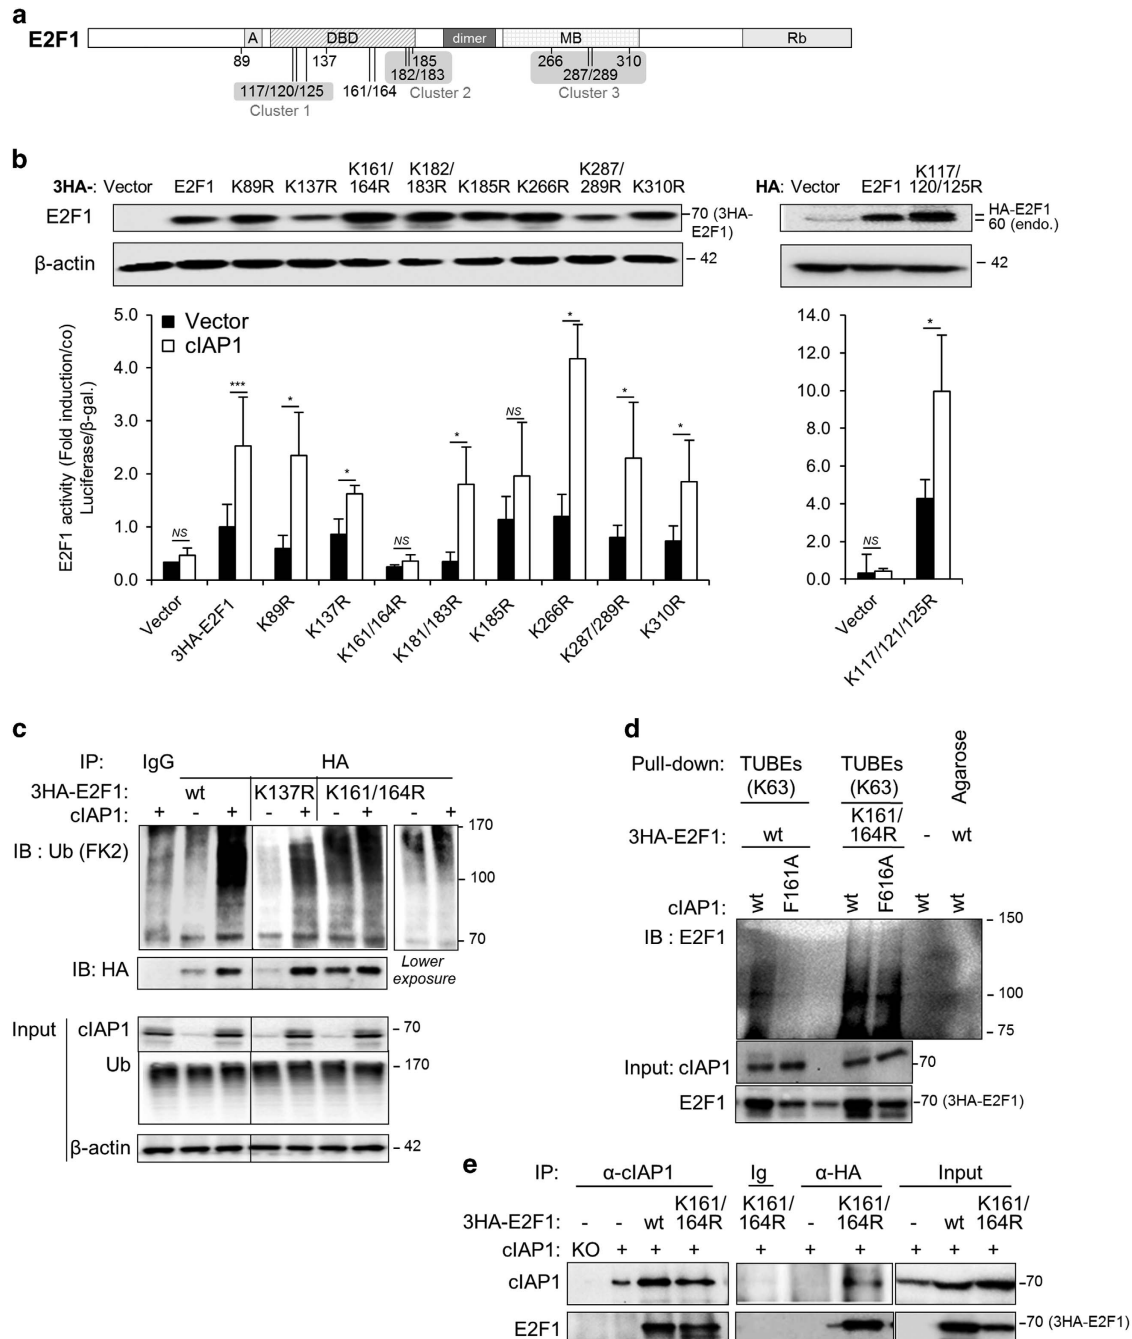 a
E2F1
A
DBD
dimer
MB
Rb
89
137
185
266
310
182/183
287/289
117/120/125
161/164
Cluster 2
Cluster 3
Cluster 1
b
3HA-: Vector E2F1 K89R K137R K161/164R K182/183R K185R K266R K287/289R K310R
E2F1
70 (3HA-E2F1)
β-actin
42
HA: Vector E2F1 K117/120/125R
HA-E2F1
60 (endo.)
42
E2F1 activity (Fold induction/co)
Luciferase/β-gal.)
5.0
4.0
3.0
2.0
1.0
0.0
Vector
cIAP1
NS
***
*
*
NS
*
NS
*
*
*
Vector
3HA-E2F1
K89R
K137R
K161/164R
K181/183R
K185R
K266R
K287/289R
K310R
14.0
12.0
10.0
8.0
6.0
4.0
2.0
0.0
NS
*
Vector
K117/121/125R
c
IP: IgG HA
3HA-E2F1: wt K137R K161/164R
cIAP1: + - + - + - + - +
IB : Ub (FK2)
170
100
70
IB: HA
Lower
exposure
Input
cIAP1
70
Ub
170
β-actin
42
d
Pull-down: TUBEs (K63) TUBEs (K63) Agarose
3HA-E2F1: wt K161/164R - wt
cIAP1: wt F161A wt F616A wt wt
IB : E2F1
150
100
75
Input: cIAP1
70
E2F1
70 (3HA-E2F1)
e
IP: α-cIAP1 Ig α-HA Input
3HA-E2F1: - - wt K161/164R K161/164R - K161/164R - wt K161/164R
cIAP1: KO + + + + + + + + +
cIAP1
70
E2F1
70 (3HA-E2F1)